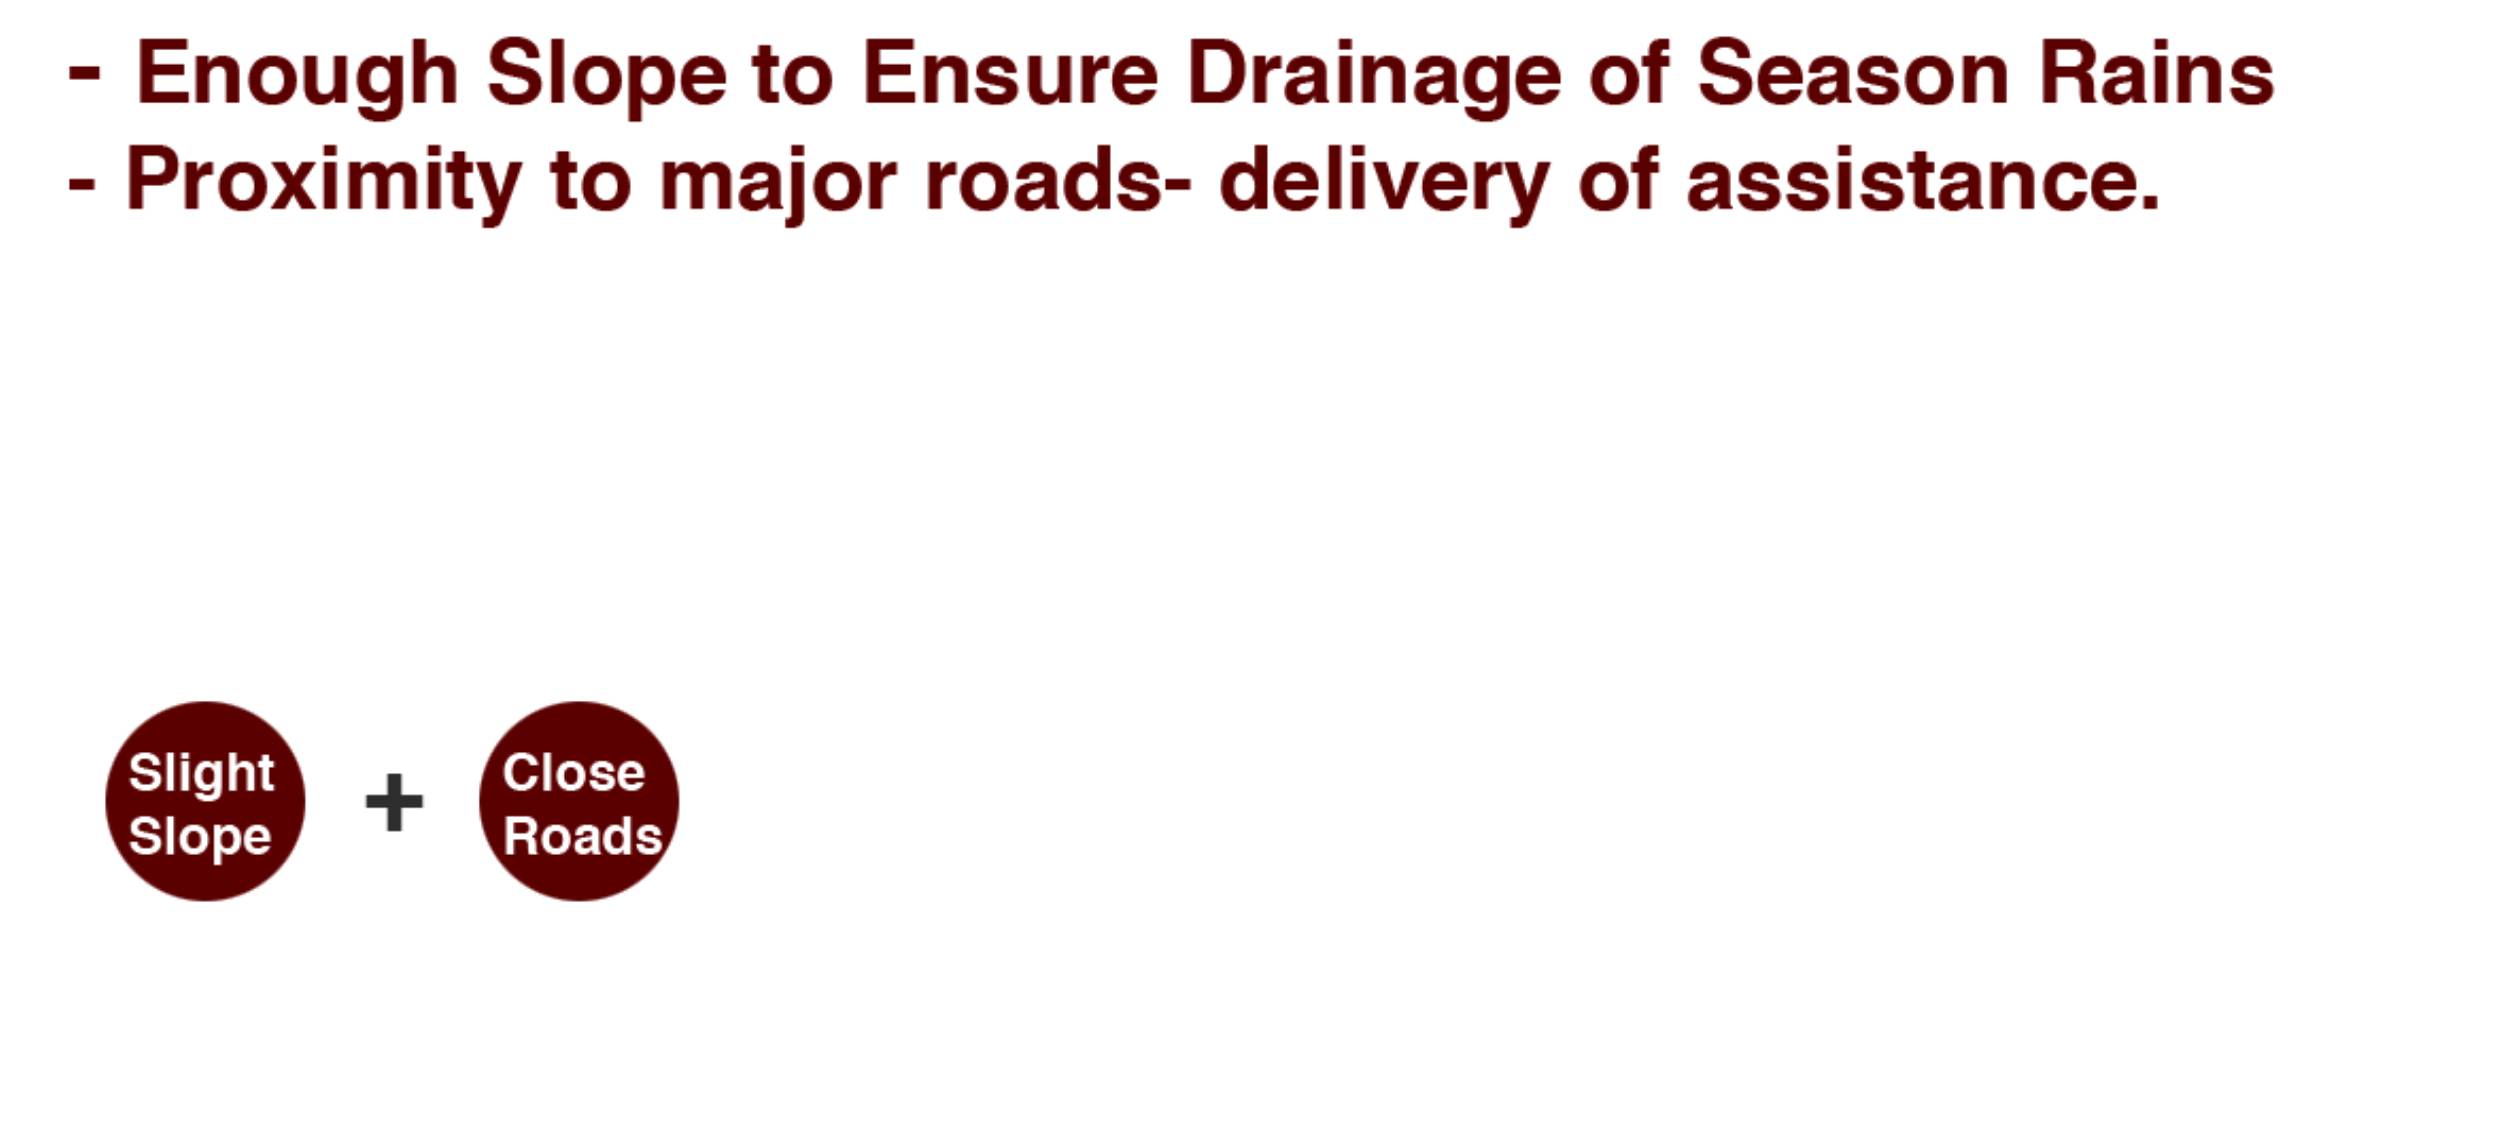 - Enough Slope to Ensure Drainage of Season Rains
- Proximity to major roads- delivery of assistance.
Slight
Slope
+
Close
Roads